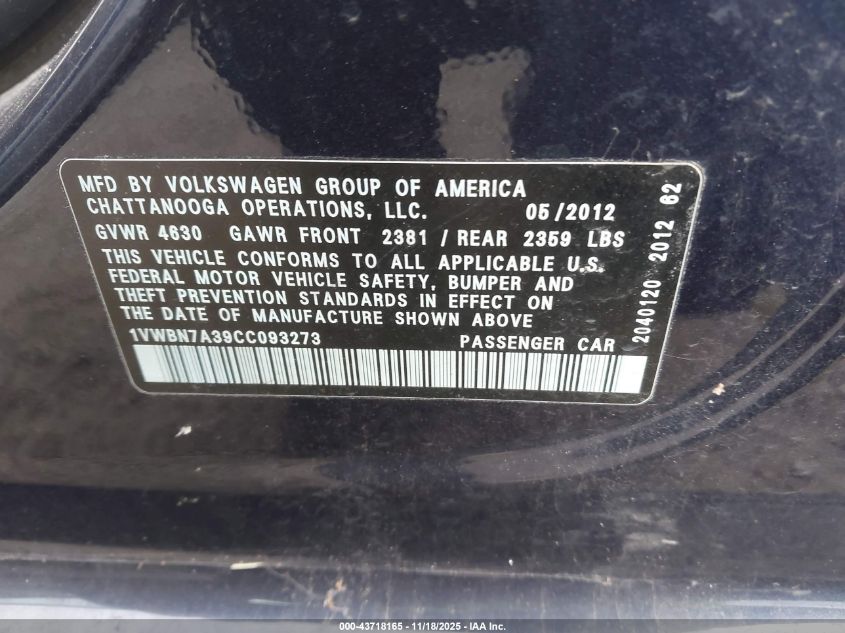 MFD BY VOLKSWAGEN GROUP OF AMERICA
CHATTANOOGA OPERATIONS, LLC. 05/2012
GVWR 4630 GAWR FRONT 2381 / REAR 2359 LBS
THIS VEHICLE CONFORMS TO ALL APPLICABLE U.S.
FEDERAL MOTOR VEHICLE SAFETY, BUMPER AND
THEFT PREVENTION STANDARDS IN EFFECT ON
THE DATE OF MANUFACTURE SHOWN ABOVE
1VWBN7A39CC093273 PASSENGER CAR
2040120 2012 62
000-43718165 - 11/18/2025 - IAA Inc.